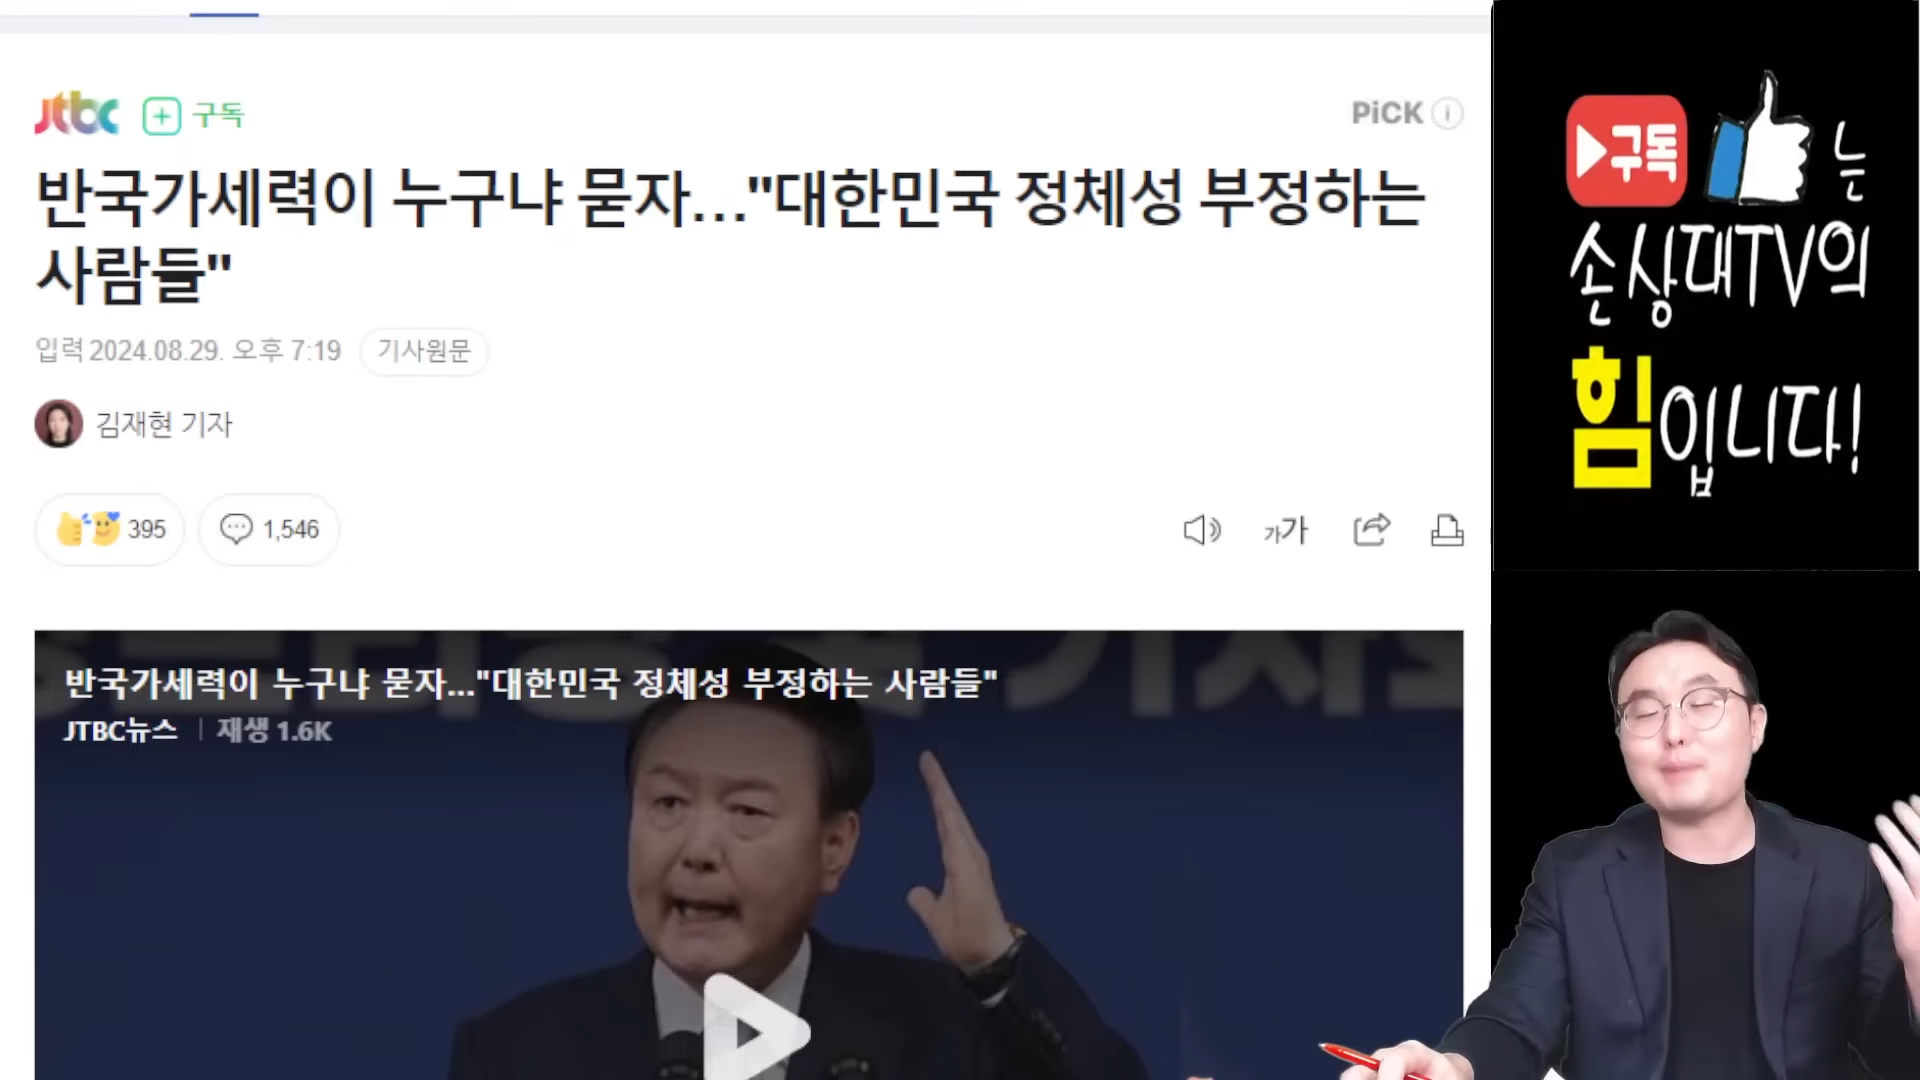 jtbc
구독
PiCK
반국가세력이 누구냐 묻자..."대한민국 정체성 부정하는
사람들"
입력 2024.08.29. 오후 7:19
기사원문
김재현 기자
395
1,546
가가
반국가세력이 누구냐 묻자..."대한민국 정체성 부정하는 사람들"
JTBC뉴스
재생 1.6K
구독
는
손상대TV의
힘입니다!